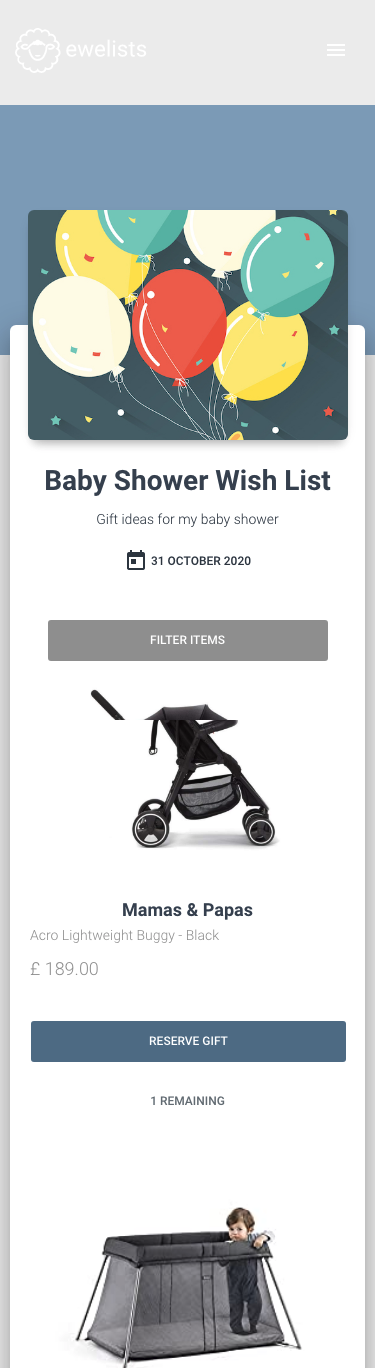 ewelists
Baby Shower Wish List
Gift ideas for my baby shower
31 OCTOBER 2020
FILTER ITEMS
Mamas & Papas
Acro Lightweight Buggy - Black
£ 189.00
RESERVE GIFT
1 REMAINING